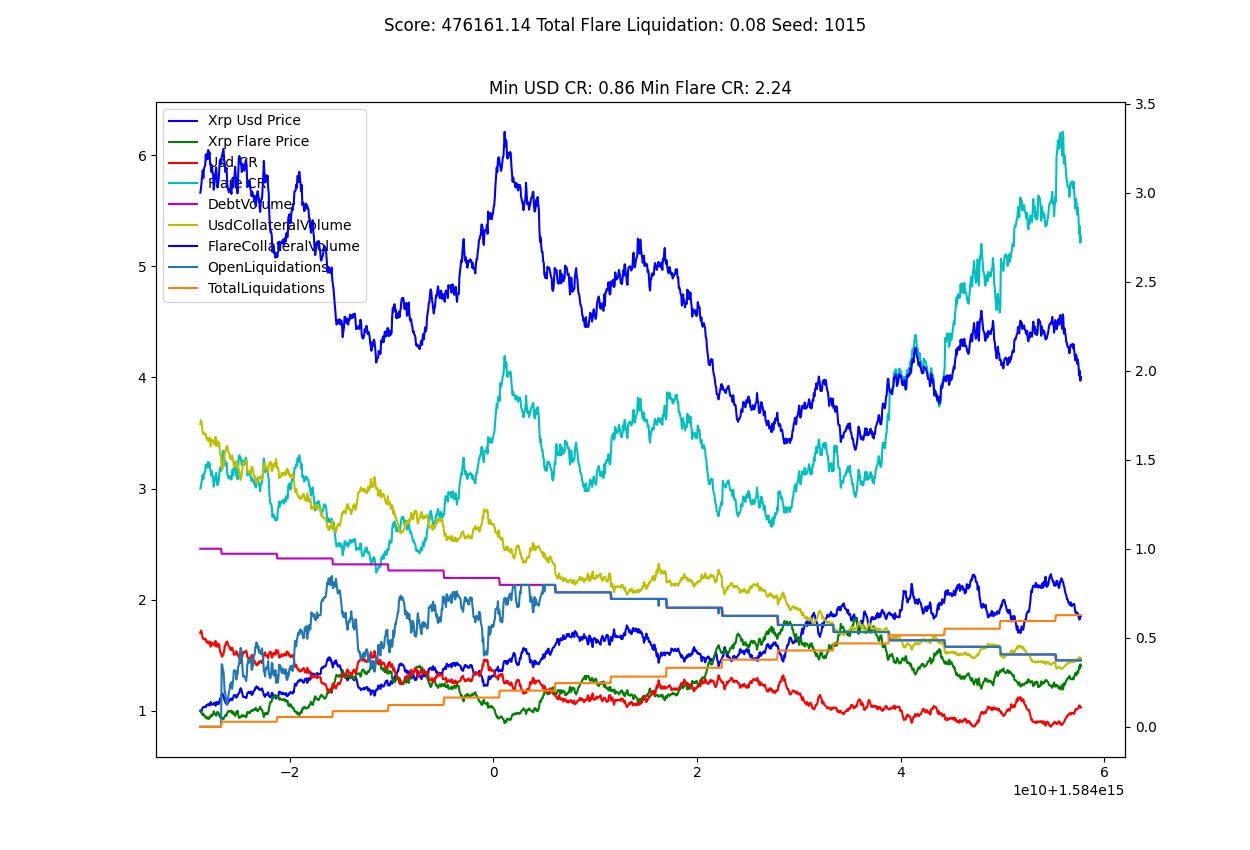 Score: 476161.14 Total Flare Liquidation: 0.08 Seed: 1015
Min USD CR: 0.86 Min Flare CR: 2.24
Xrp Usd Price
Xrp Flare Price
Usd CR
Flare CR
DebtVolume
UsdCollateralVolume
FlareCollateralVolume
OpenLiquidations
TotalLiquidations
6
5
4
3
2
1
3.5
3.0
2.5
2.0
1.5
1.0
0.5
0.0
−2
0
2
4
6
1e10+1.584e15